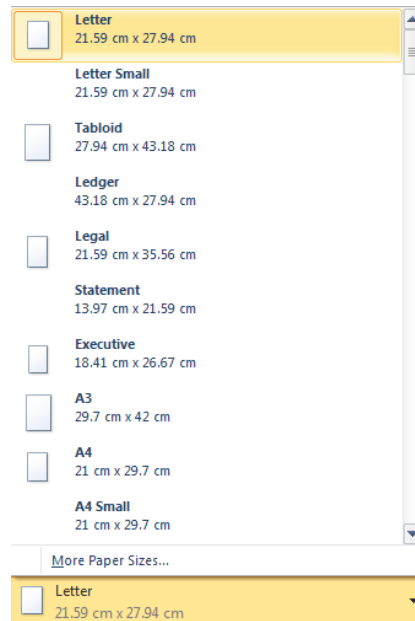 Letter
21.59 cm x 27.94 cm
Letter Small
21.59 cm x 27.94 cm
Tabloid
27.94 cm x 43.18 cm
Ledger
43.18 cm x 27.94 cm
Legal
21.59 cm x 35.56 cm
Statement
13.97 cm x 21.59 cm
Executive
18.41 cm x 26.67 cm
A3
29.7 cm x 42 cm
A4
21 cm x 29.7 cm
A4 Small
21 cm x 29.7 cm
More Paper Sizes...
Letter
21.59 cm x 27.94 cm